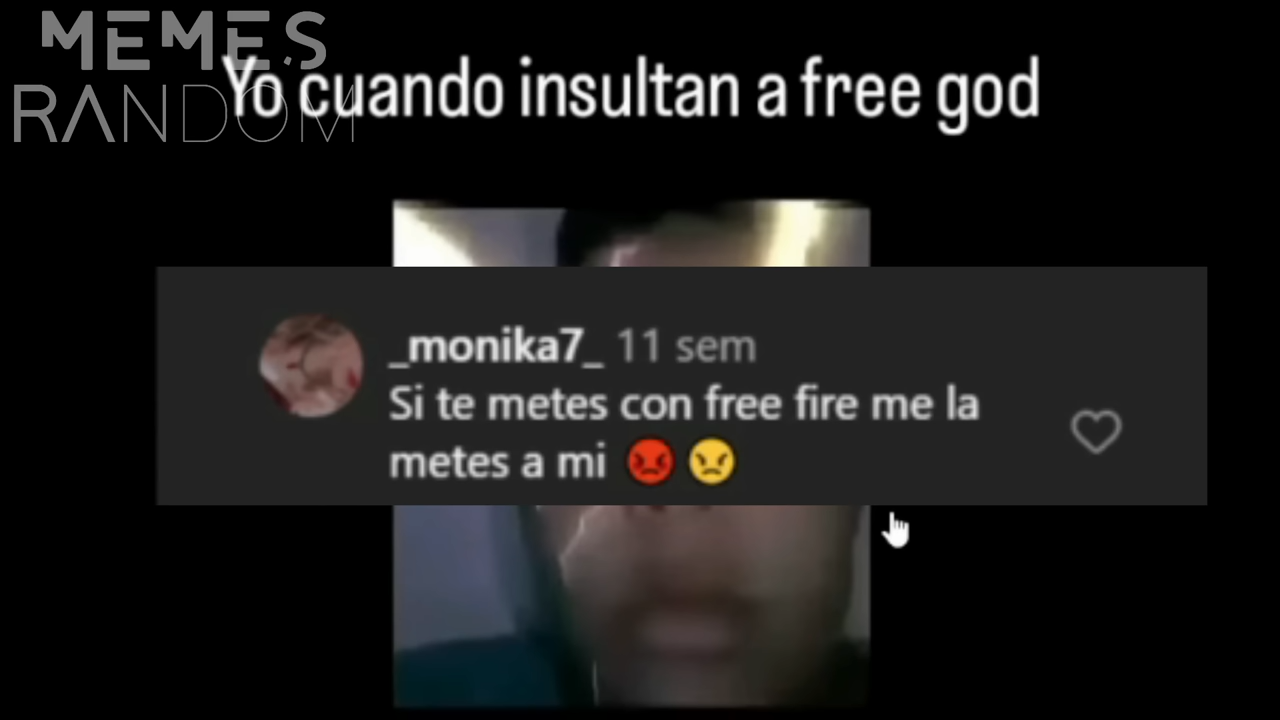 MEMES
RANDOM
Yo cuando insultan a free god
_monika7_ 11 sem
Si te metes con free fire me la
metes a mi 😡 😠